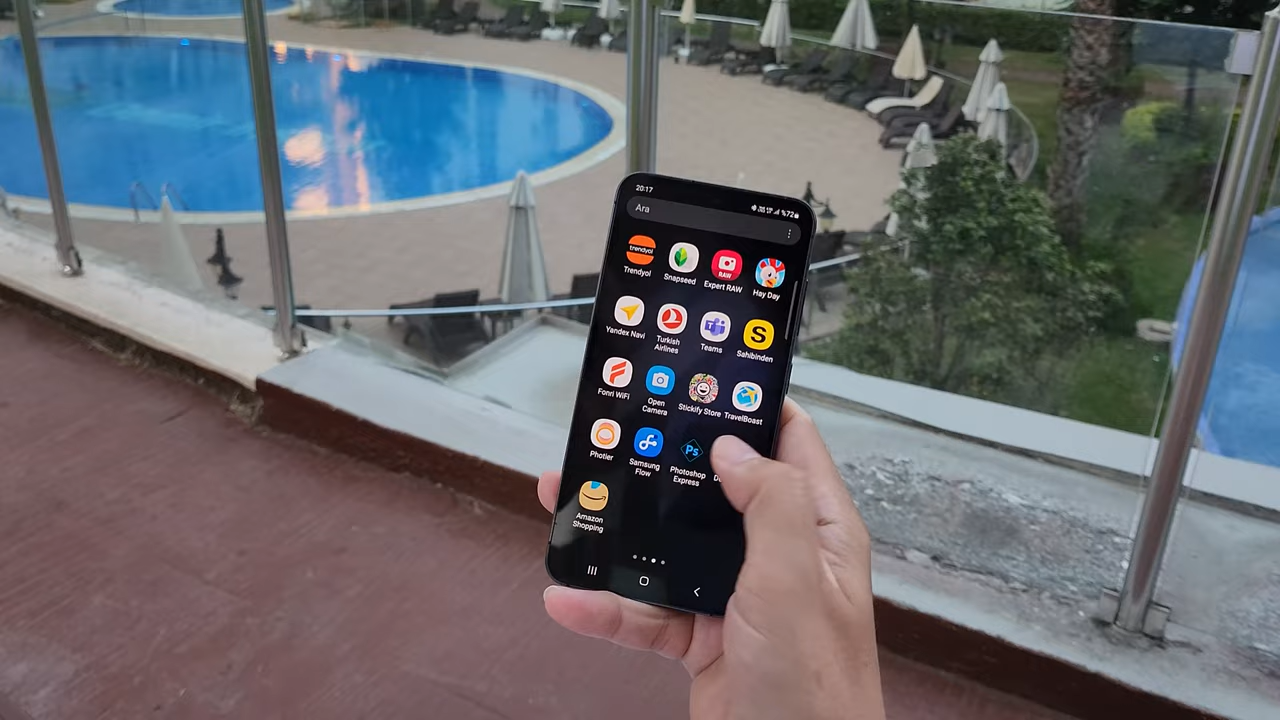 20:17
%72
Ara
trendyol
Trendyol
Snapseed
RAW
Expert RAW
Hay Day
Yandex Navi
Turkish
Airlines
Teams
S
Sahibinden
Fonri WiFi
Open
Camera
Stickify Store
TravelBoast
Photier
Samsung
Flow
Ps
Photoshop
Express
Amazon
Shopping